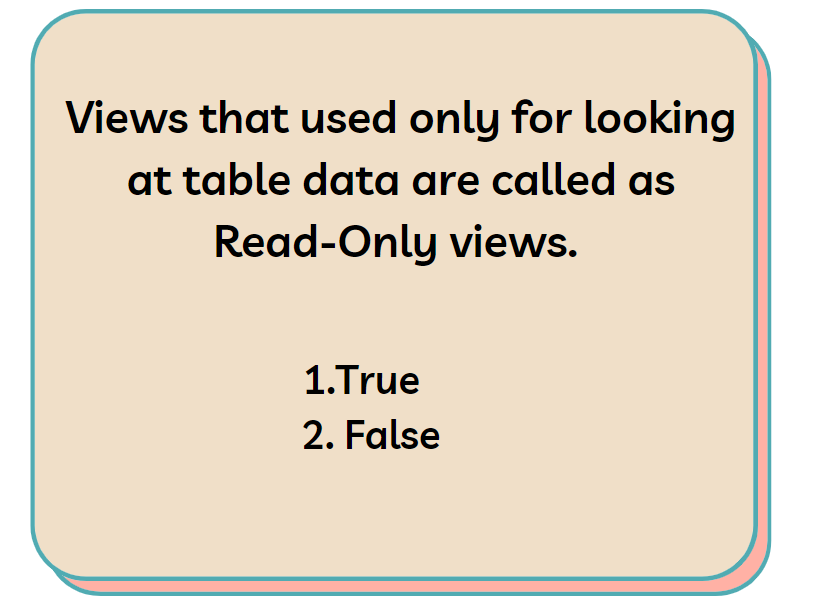 Views that used only for looking
at table data are called as
Read-Only views.
1.True
2. False